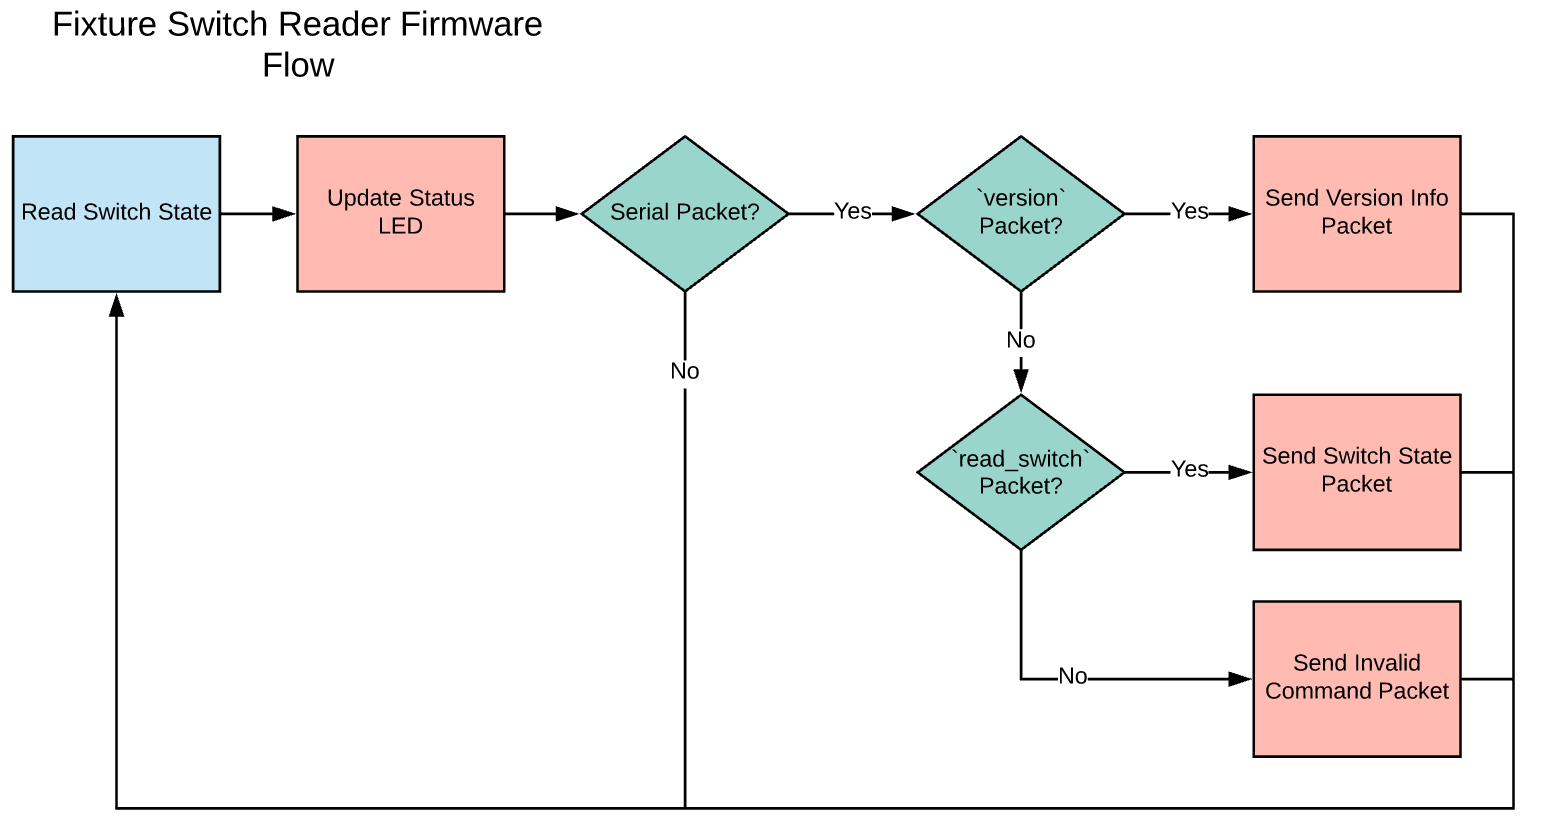 Fixture Switch Reader Firmware
Flow
Read Switch State
Update Status
LED
Serial Packet?
Yes
`version`
Packet?
Yes
Send Version Info
Packet
No
No
`read_switch`
Packet?
Yes
Send Switch State
Packet
No
Send Invalid
Command Packet